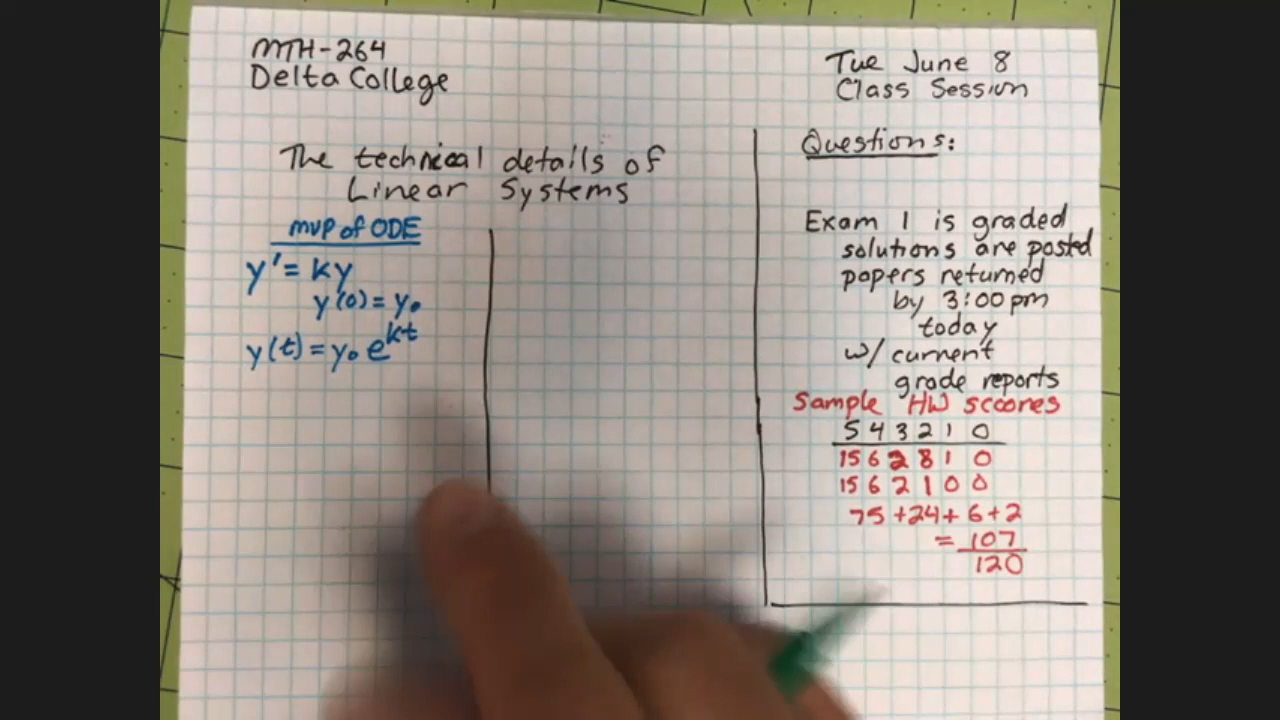 MTH-264
Delta College
Tue June 8
Class Session
The technical details of
Linear Systems
mvp of ODE
y' = ky
y(0) = y₀
y(t) = y₀ e^kt
Questions:
Exam 1 is graded
solutions are posted
papers returned
by 3:00pm
today
w/ current
grade reports
Sample HW scores
5 4 3 2 1 0
15 6 2 8 1 0
15 6 2 1 0 0
75 + 24 + 6 + 2
= 107
120